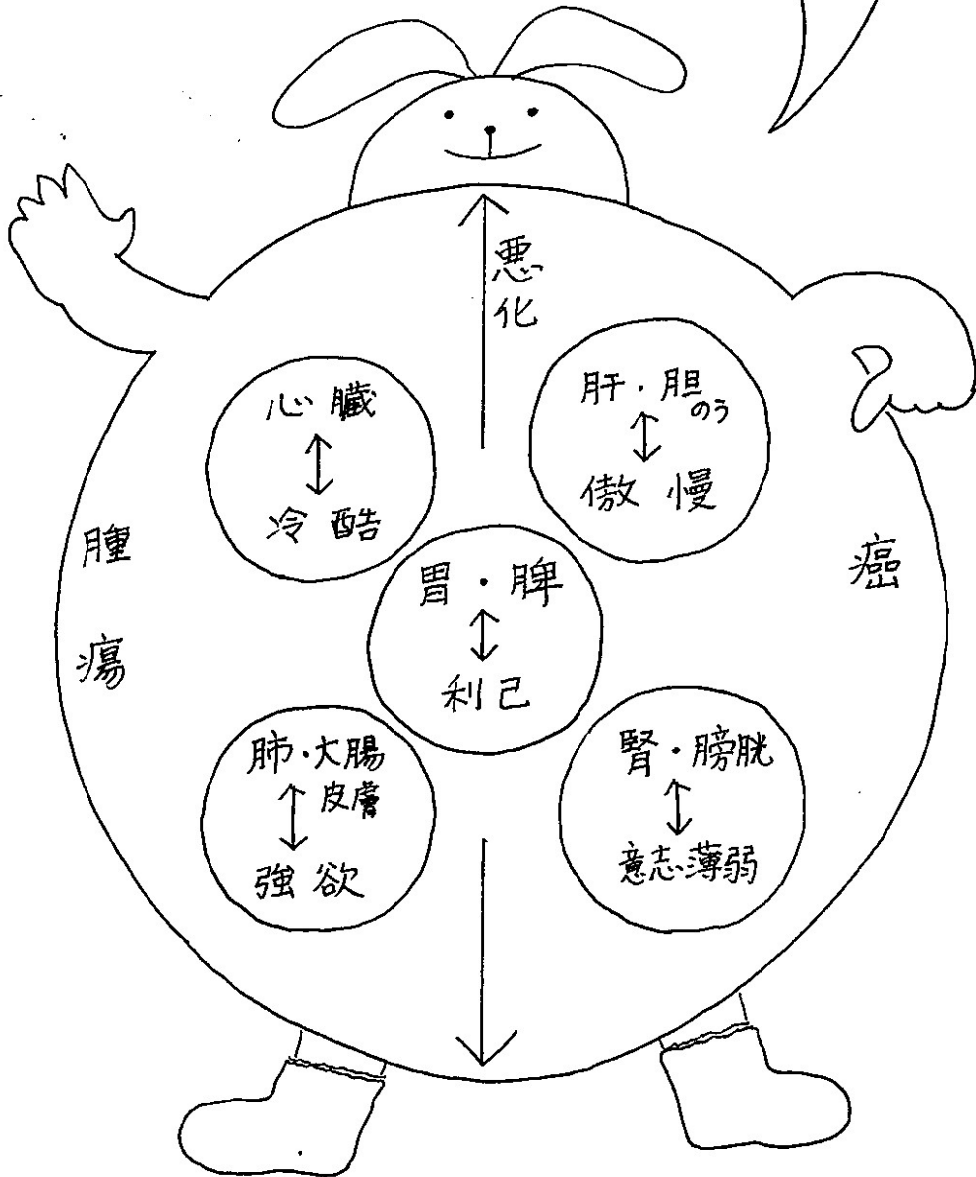 悪化
心臓
冷酷
肝・胆のう
傲慢
胃・脾
利己
肺・大腸
皮膚
強欲
腎・膀胱
意志薄弱
腫瘍
癌